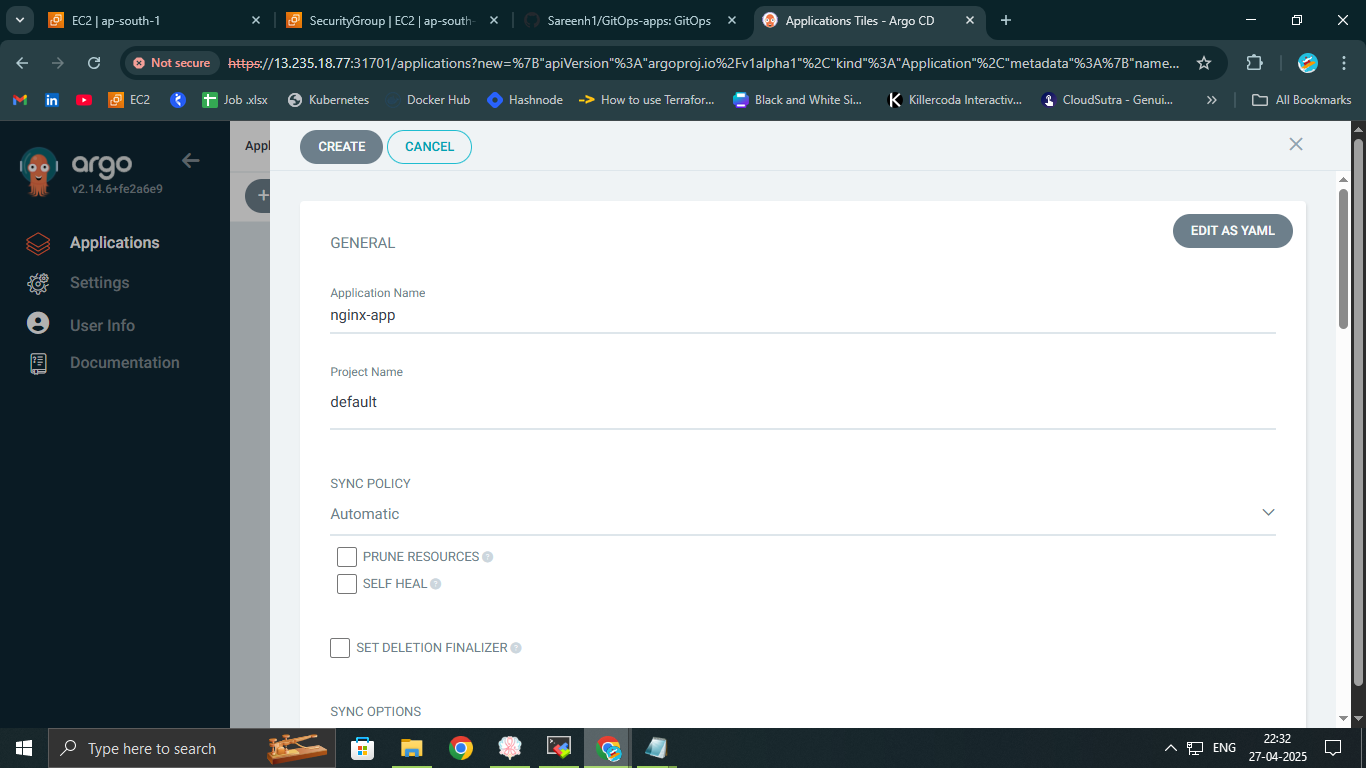 EC2 | ap-south-1
SecurityGroup | EC2 | ap-south-
Sareenh1/GitOps-apps: GitOps
Applications Tiles - Argo CD
Not secure
https://13.235.18.77:31701/applications?new=%7B"apiVersion"%3A"argoproj.io%2Fv1alpha1"%2C"kind"%3A"Application"%2C"metadata"%3A%7B"name...
EC2
Job .xlsx
Kubernetes
Docker Hub
Hashnode
How to use Terrafor...
Black and White Si...
Killercoda Interactiv...
CloudSutra - Genui...
All Bookmarks
argo
v2.14.6+fe2a6e9
Applications
Settings
User Info
Documentation
Appl
CREATE
CANCEL
EDIT AS YAML
GENERAL
Application Name
nginx-app
Project Name
default
SYNC POLICY
Automatic
PRUNE RESOURCES
SELF HEAL
SET DELETION FINALIZER
SYNC OPTIONS
Type here to search
ENG
22:32
27-04-2025